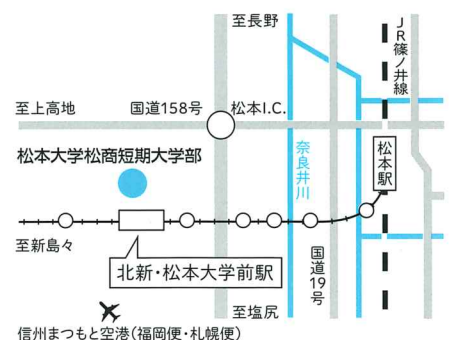 至長野
JR篠ノ井線
至上高地
国道158号
松本I.C.
松本大学松商短期大学部
奈良井川
松本駅
至新島々
北新・松本大学前駅
国道19号
至塩尻
信州まつもと空港(福岡便・札幌便)